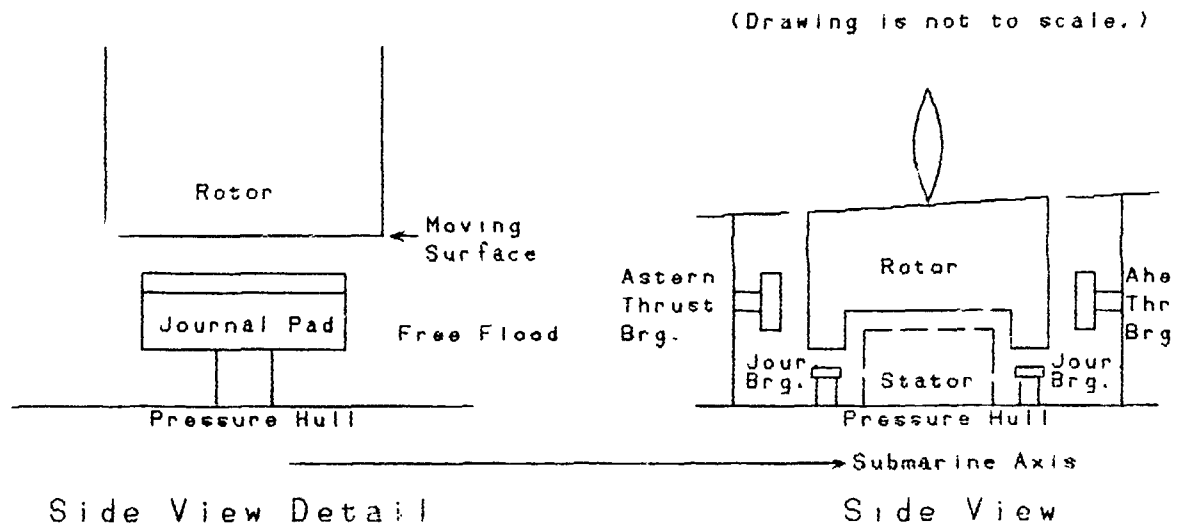 (Drawing is not to scale.)
Rotor
Moving
Surface
Journal Pad
Free Flood
Pressure Hull
Side View Detail
Astern
Thrust
Brg.
Rotor
Ahe
Thr
Brg
Jour.
Brg.
Stator
Jour.
Brg.
Pressure Hull
Submarine Axis
Side View